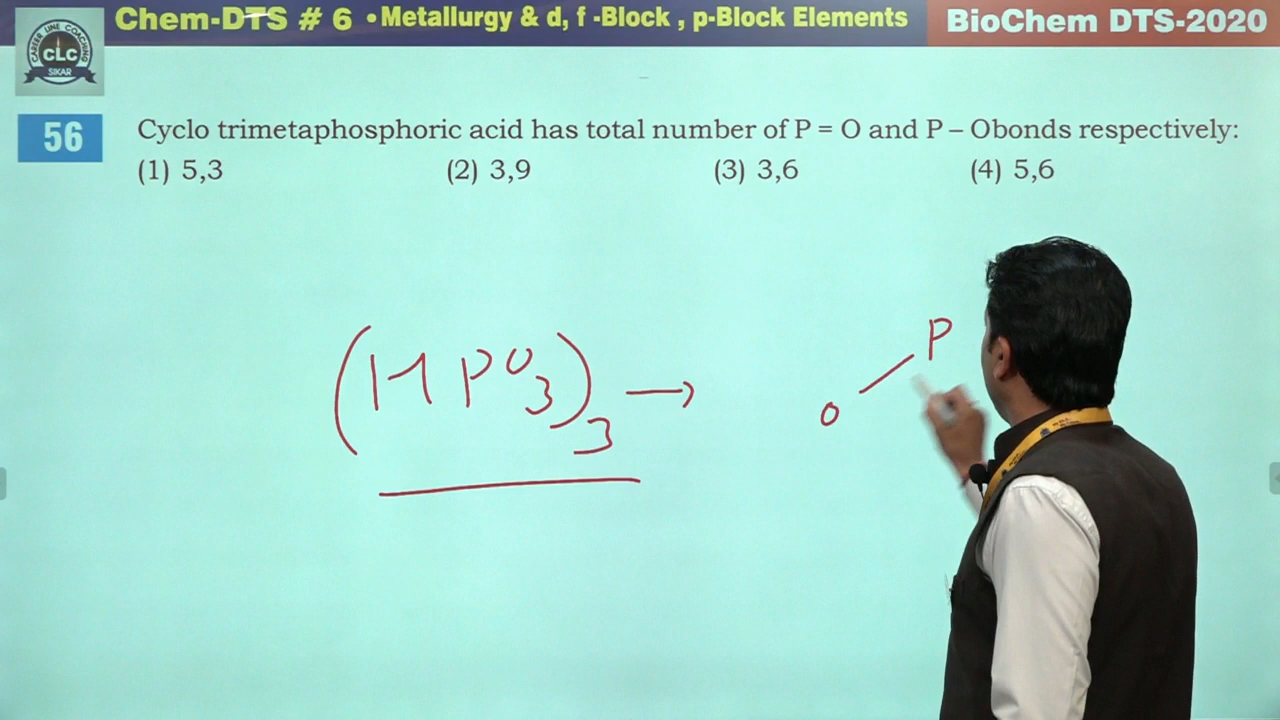 Chem-DTS # 6 • Metallurgy & d, f -Block , p-Block Elements
BioChem DTS-2020
CAREER LINE COACHING
CLC
SIKAR
56
Cyclo trimetaphosphoric acid has total number of P = O and P – Obonds respectively:
(1) 5,3 (2) 3,9 (3) 3,6 (4) 5,6
(HPO3)3 → O P